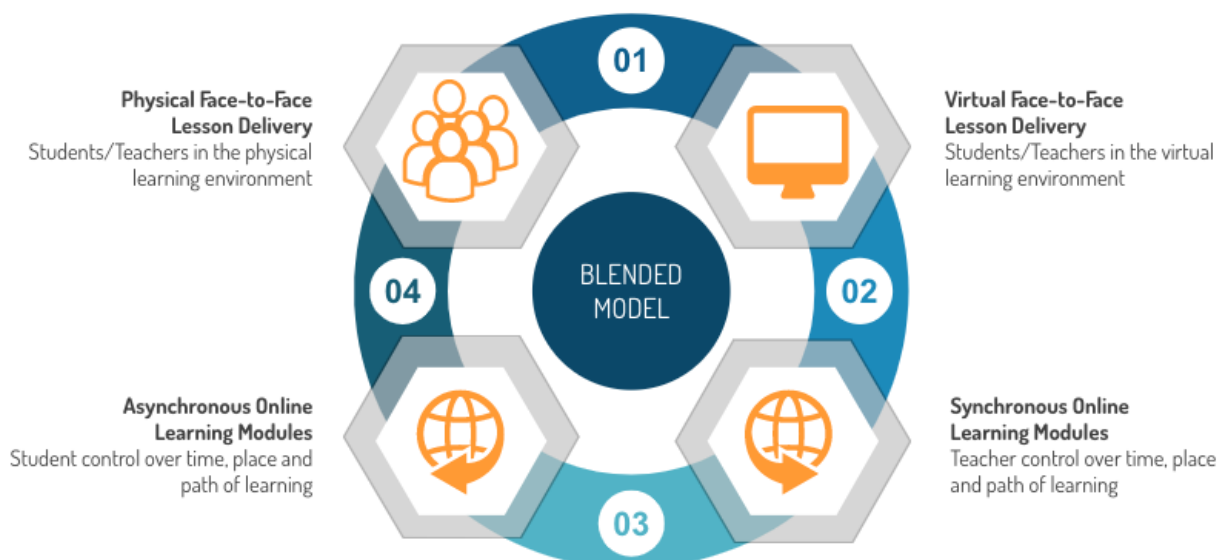 01
Physical Face-to-Face
Lesson Delivery
Students/Teachers in the physical
learning environment
Virtual Face-to-Face
Lesson Delivery
Students/Teachers in the virtual
learning environment
04
BLENDED
MODEL
02
Asynchronous Online
Learning Modules
Student control over time, place and
path of learning
Synchronous Online
Learning Modules
Teacher control over time, place
and path of learning
03